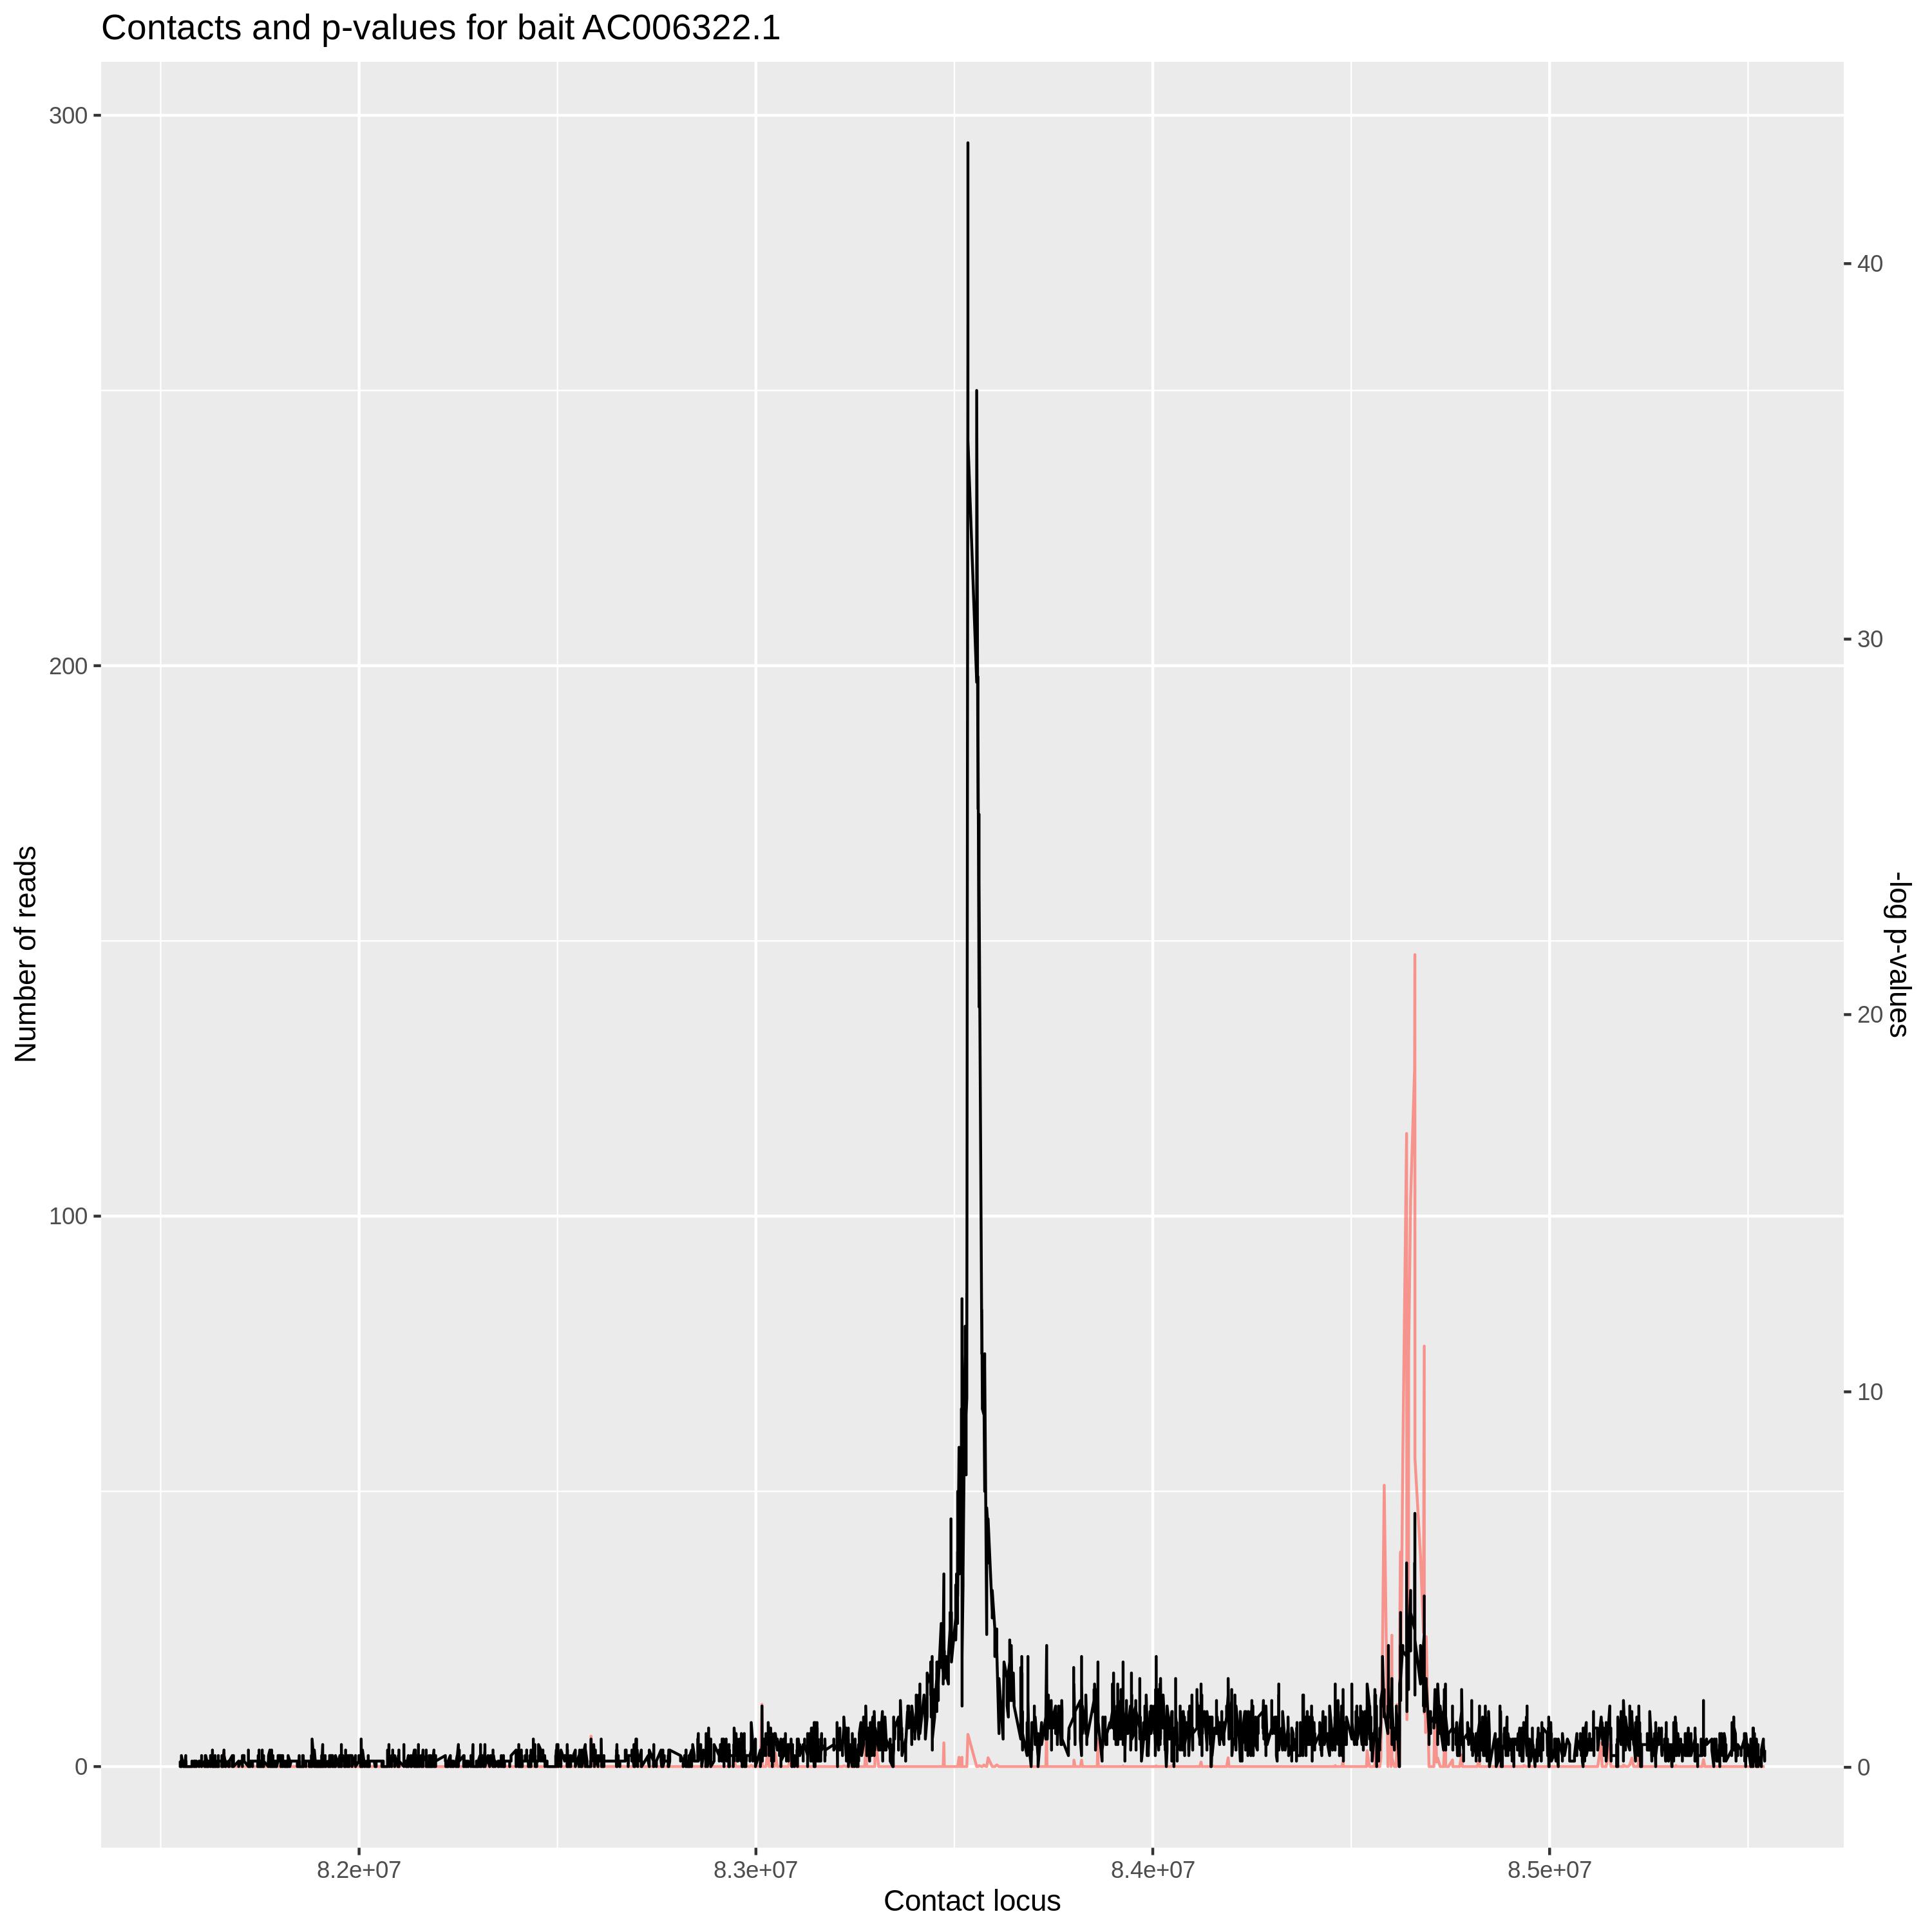 Contacts and p-values for bait AC006322.1
300
200
100
0
Number of reads
40
30
20
10
0
-log p-values
8.2e+07
8.3e+07
8.4e+07
8.5e+07
Contact locus